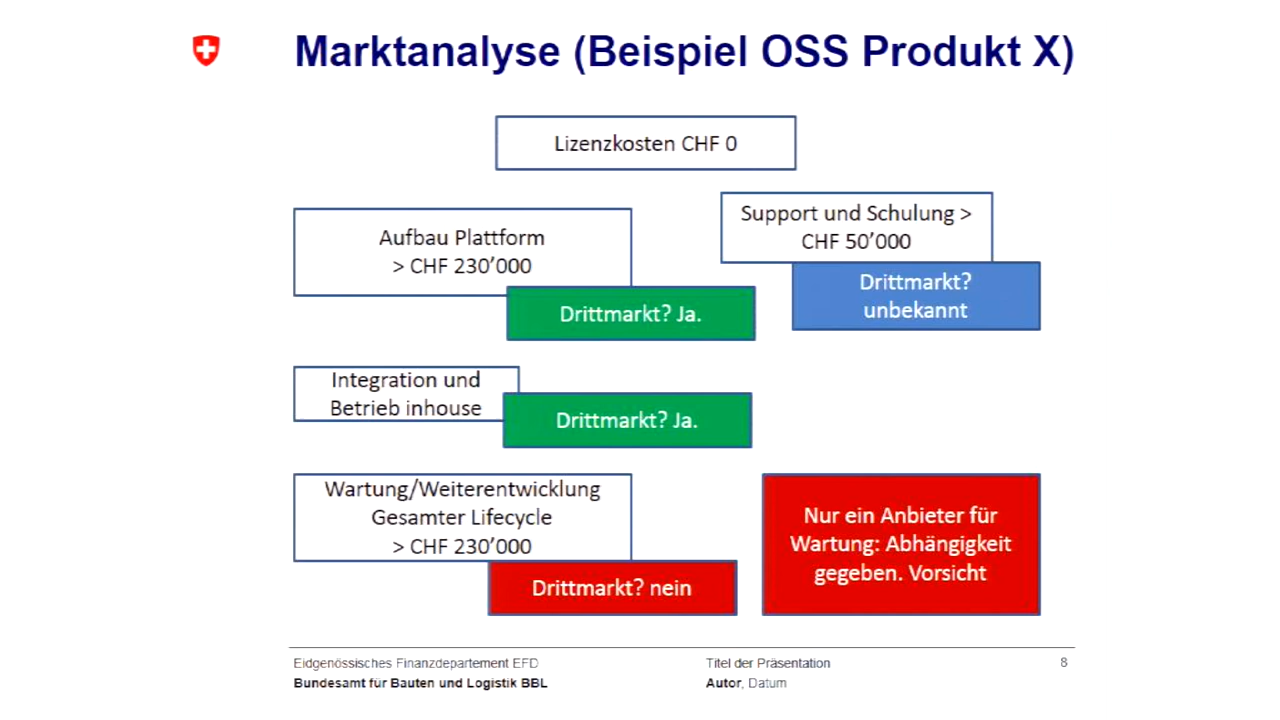 Marktanalyse (Beispiel OSS Produkt X)
Lizenzkosten CHF 0
Aufbau Plattform
> CHF 230’000
Drittmarkt? Ja.
Support und Schulung >
CHF 50’000
Drittmarkt?
unbekannt
Integration und
Betrieb inhouse
Drittmarkt? Ja.
Wartung/Weiterentwicklung
Gesamter Lifecycle
> CHF 230’000
Drittmarkt? nein
Nur ein Anbieter für
Wartung: Abhängigkeit
gegeben. Vorsicht
Eidgenössisches Finanzdepartement EFD
Bundesamt für Bauten und Logistik BBL
Titel der Präsentation
Autor, Datum
8